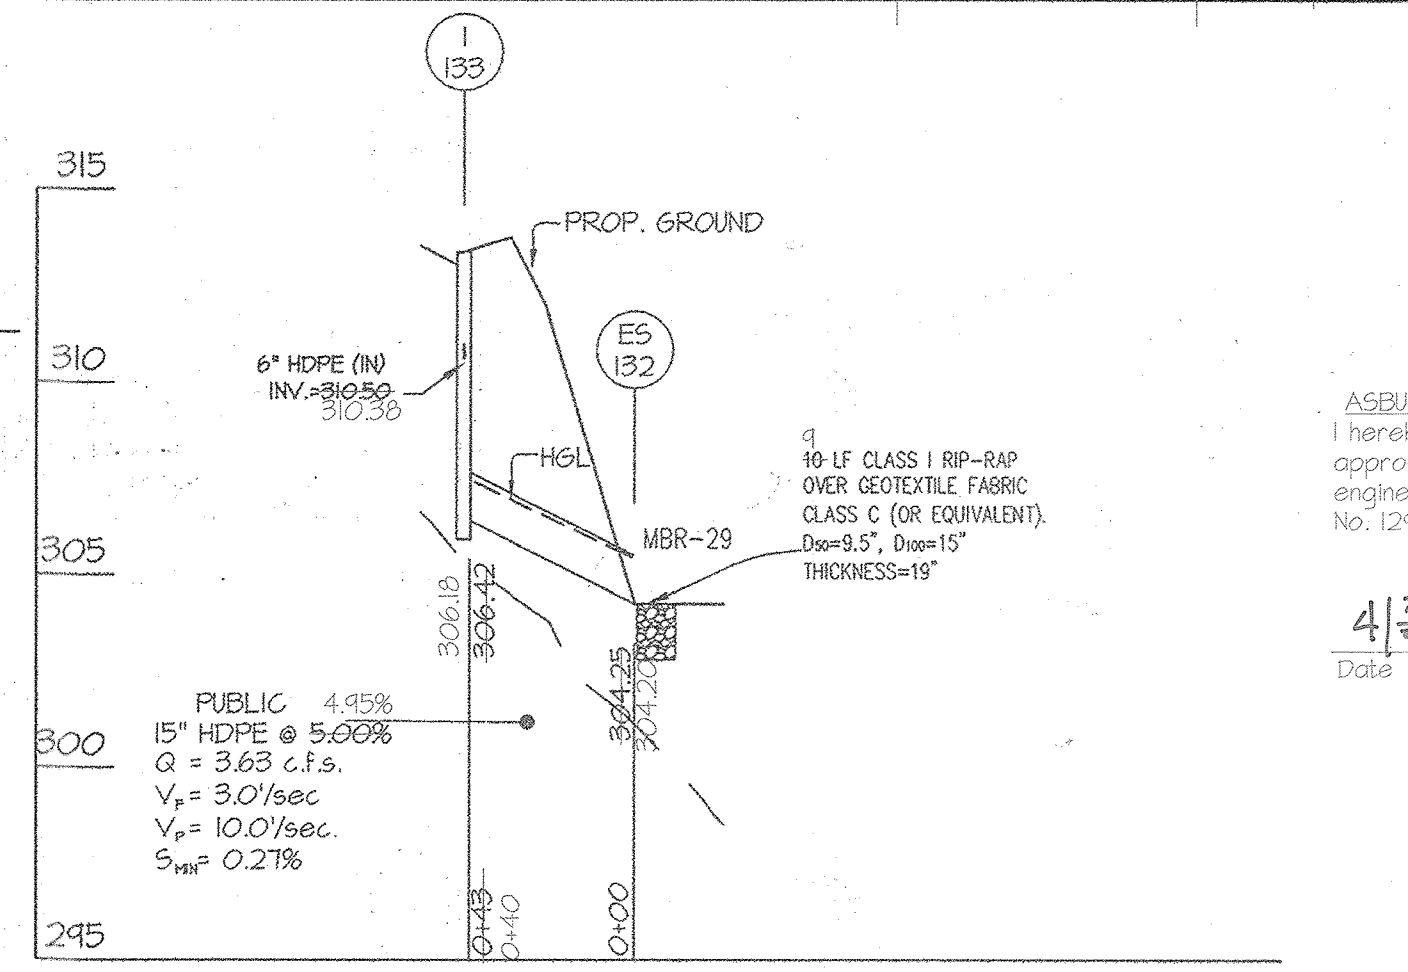 I
133
315
PROP. GROUND
ES
132
310
6" HDPE (IN)
INV.=310.50
310.38
HGL
9
10 LF CLASS I RIP-RAP
OVER GEOTEXTILE FABRIC
CLASS C (OR EQUIVALENT).
D50=9.5", D100=15"
THICKNESS=19"
MBR-29
305
306.18
306.42
304.25
304.20
PUBLIC 4.95%
15" HDPE @ 5.00%
Q = 3.63 c.f.s.
VF= 3.0'/sec
VP= 10.0'/sec.
SMIN= 0.27%
300
295
0+43
0+40
0+00
ASBU
I here
appro
engine
No. 129
4/3
Date